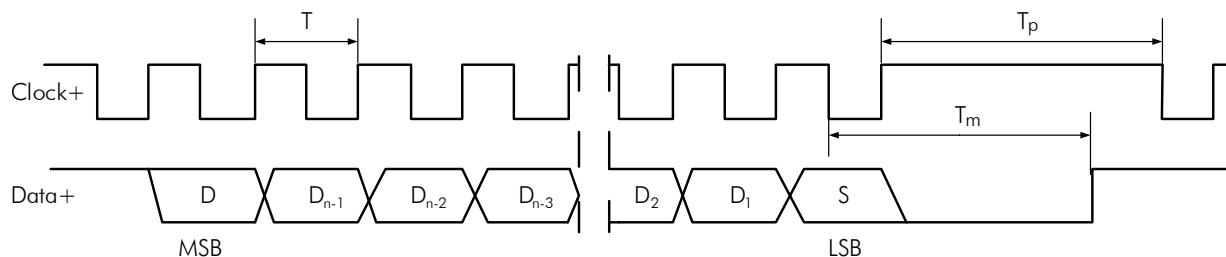 T
Tp
Clock+
Tm
Data+
D
Dn-1
Dn-2
Dn-3
D2
D1
S
MSB
LSB